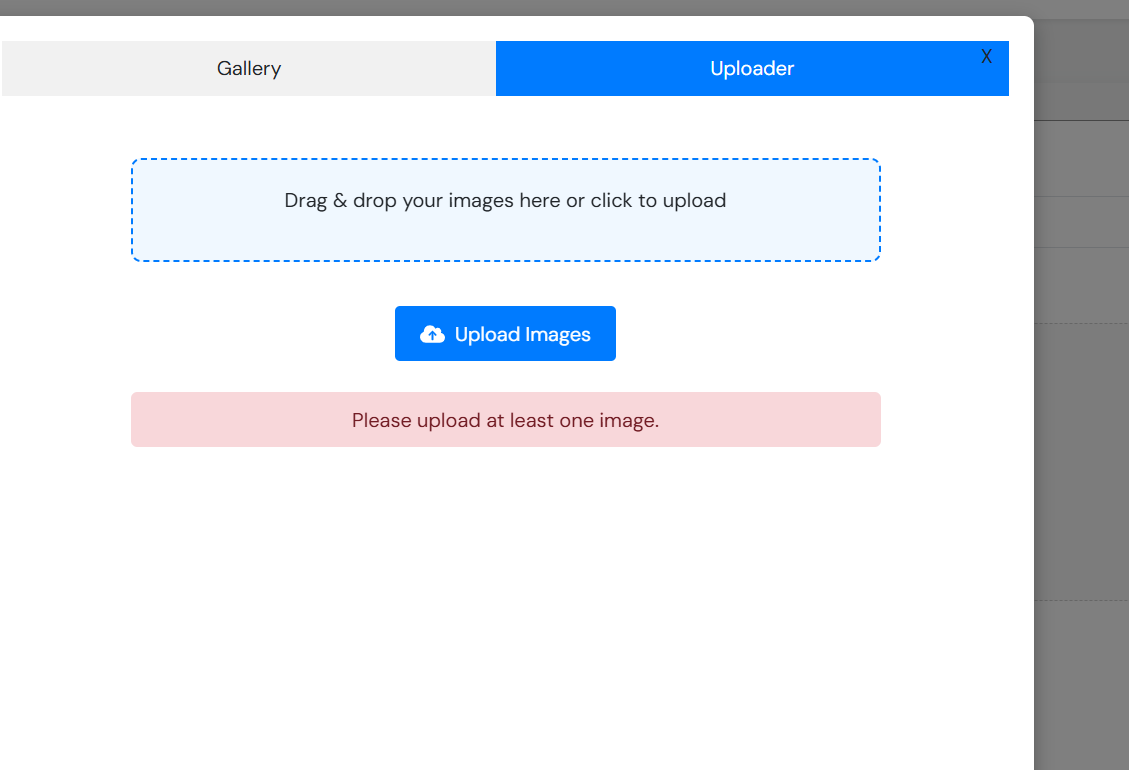 Gallery
Uploader
X
Drag & drop your images here or click to upload
Upload Images
Please upload at least one image.